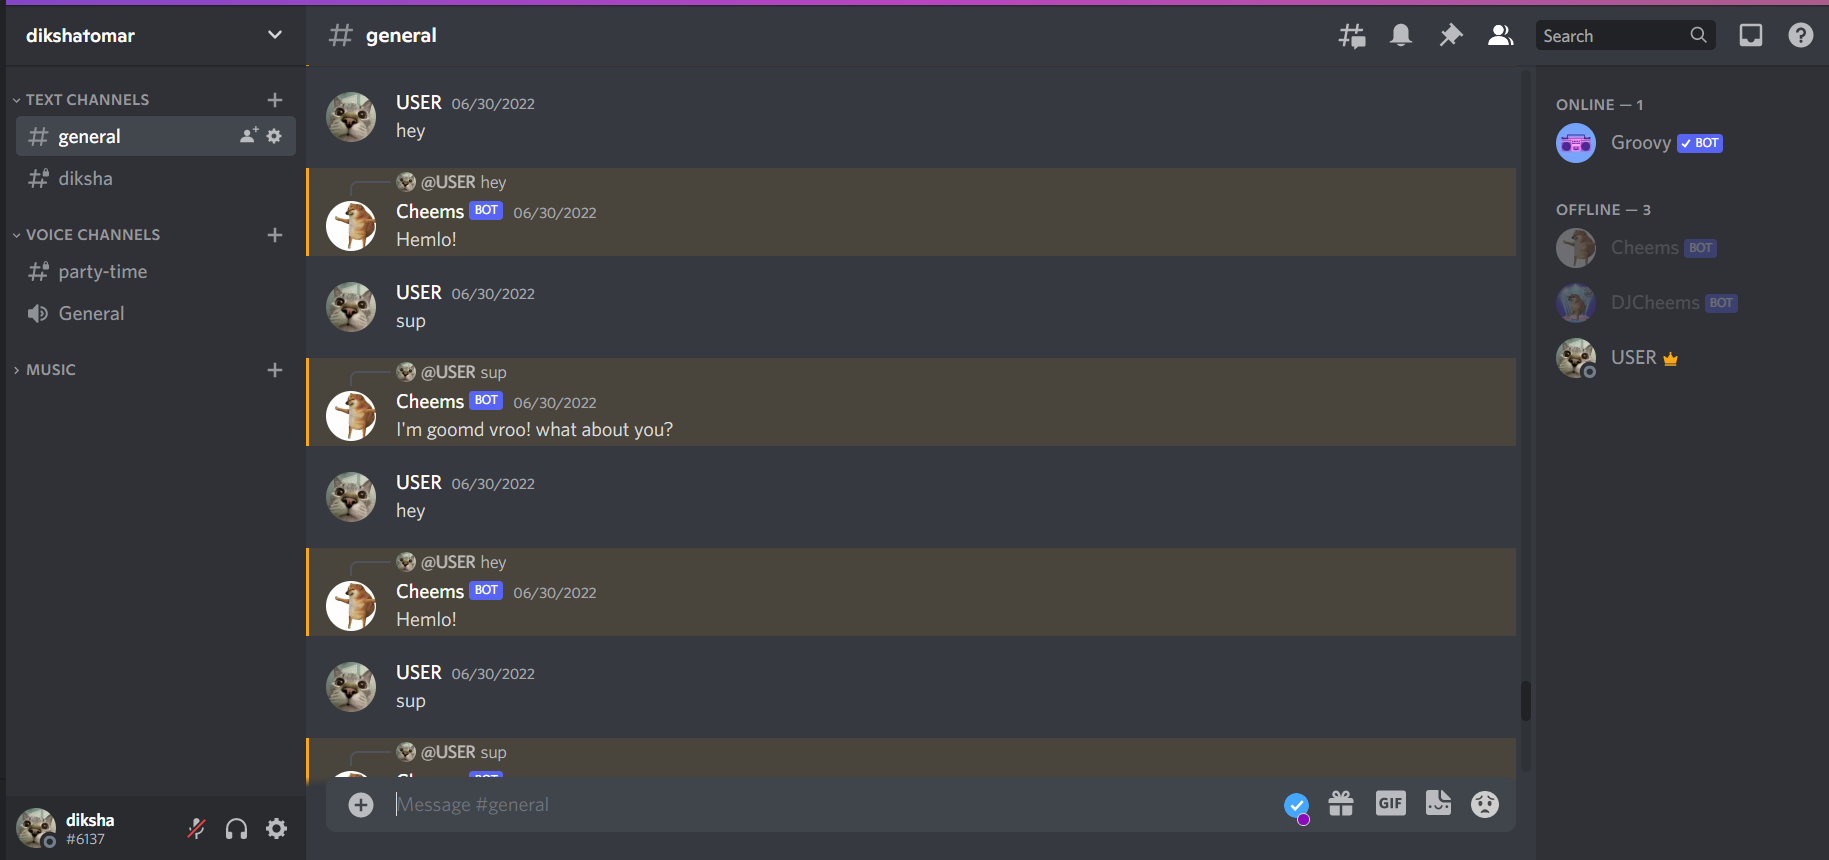 dikshatomar
TEXT CHANNELS
general
diksha
VOICE CHANNELS
party-time
General
MUSIC
diksha
#6137
general
Search
USER 06/30/2022
hey
@USER hey
Cheems BOT 06/30/2022
Hemlo!
USER 06/30/2022
sup
@USER sup
Cheems BOT 06/30/2022
I'm goomd vroo! what about you?
USER 06/30/2022
hey
@USER hey
Cheems BOT 06/30/2022
Hemlo!
USER 06/30/2022
sup
@USER sup
Message #general
GIF
ONLINE — 1
Groovy BOT
OFFLINE — 3
Cheems BOT
DJCheems BOT
USER